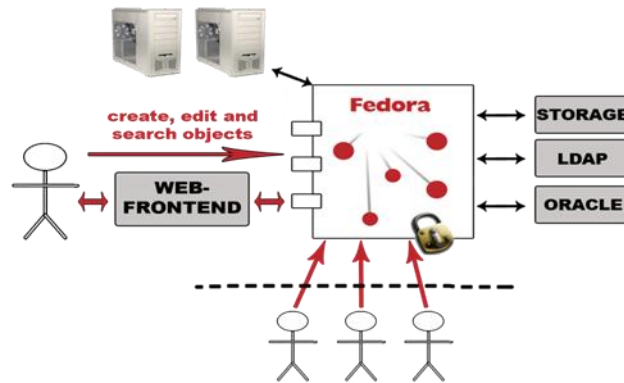 create, edit and
search objects
Fedora
STORAGE
LDAP
ORACLE
WEB-
FRONTEND